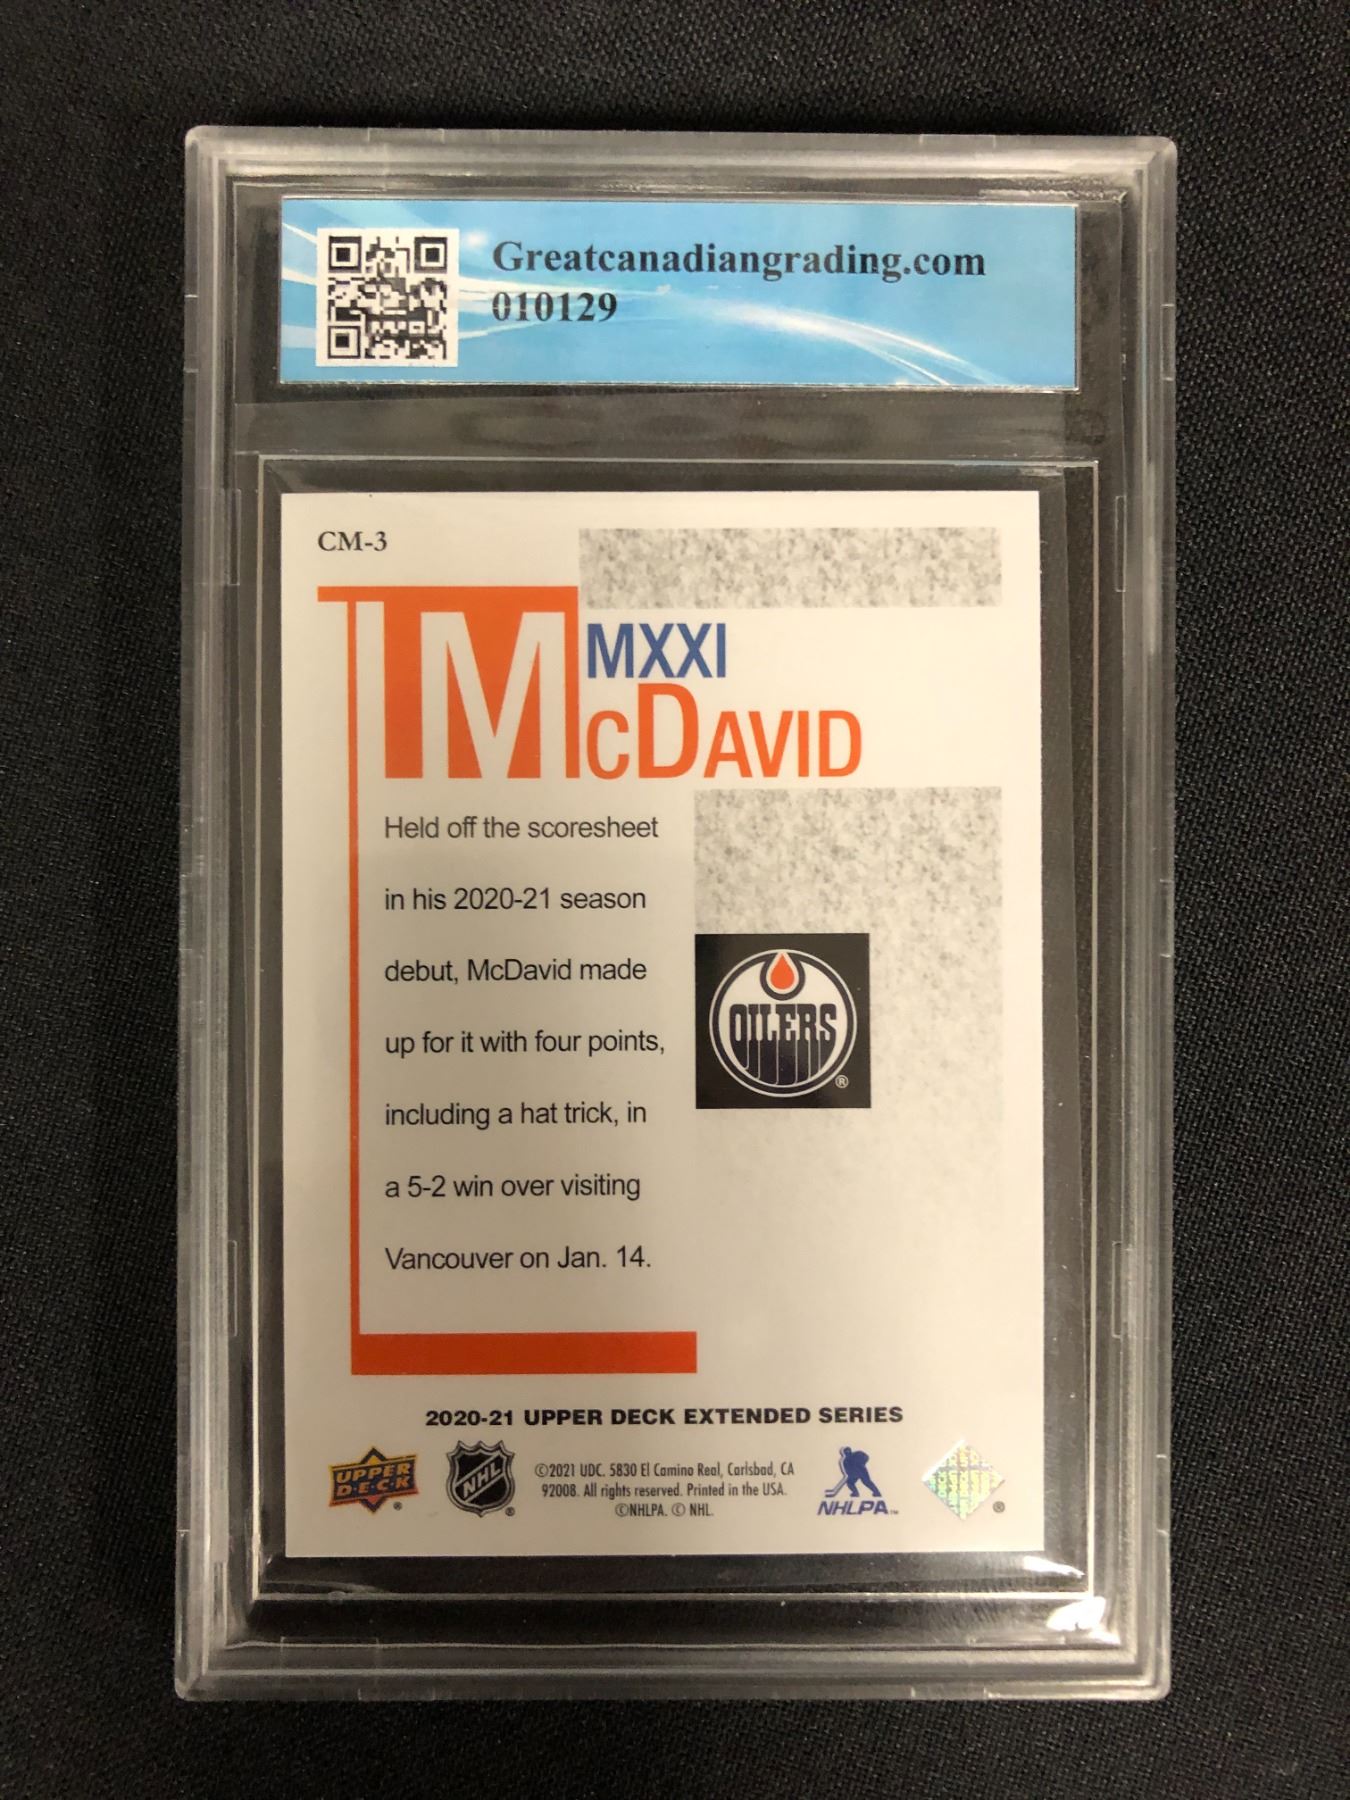 Greatcanadiangrading.com
010129
CM-3
MXXI
McDAVID
Held off the scoresheet
in his 2020-21 season
debut, McDavid made
up for it with four points,
including a hat trick, in
a 5-2 win over visiting
Vancouver on Jan. 14.
OILERS
®
2020-21 UPPER DECK EXTENDED SERIES
UPPER
DECK
®
NHL
®
©2021 UDC. 5830 El Camino Real, Carlsbad, CA
92008. All rights reserved. Printed in the USA.
©NHLPA. © NHL.
NHLPA™
®